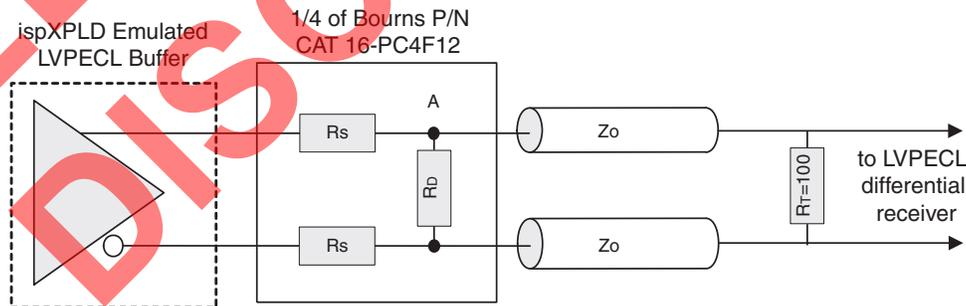 ispXPLD Emulated
LVPECL Buffer
1/4 of Bourns P/N
CAT 16-PC4F12
A
Rs
RD
Rs
Zo
Zo
RT=100
to LVPECL
differential
receiver
DISCO